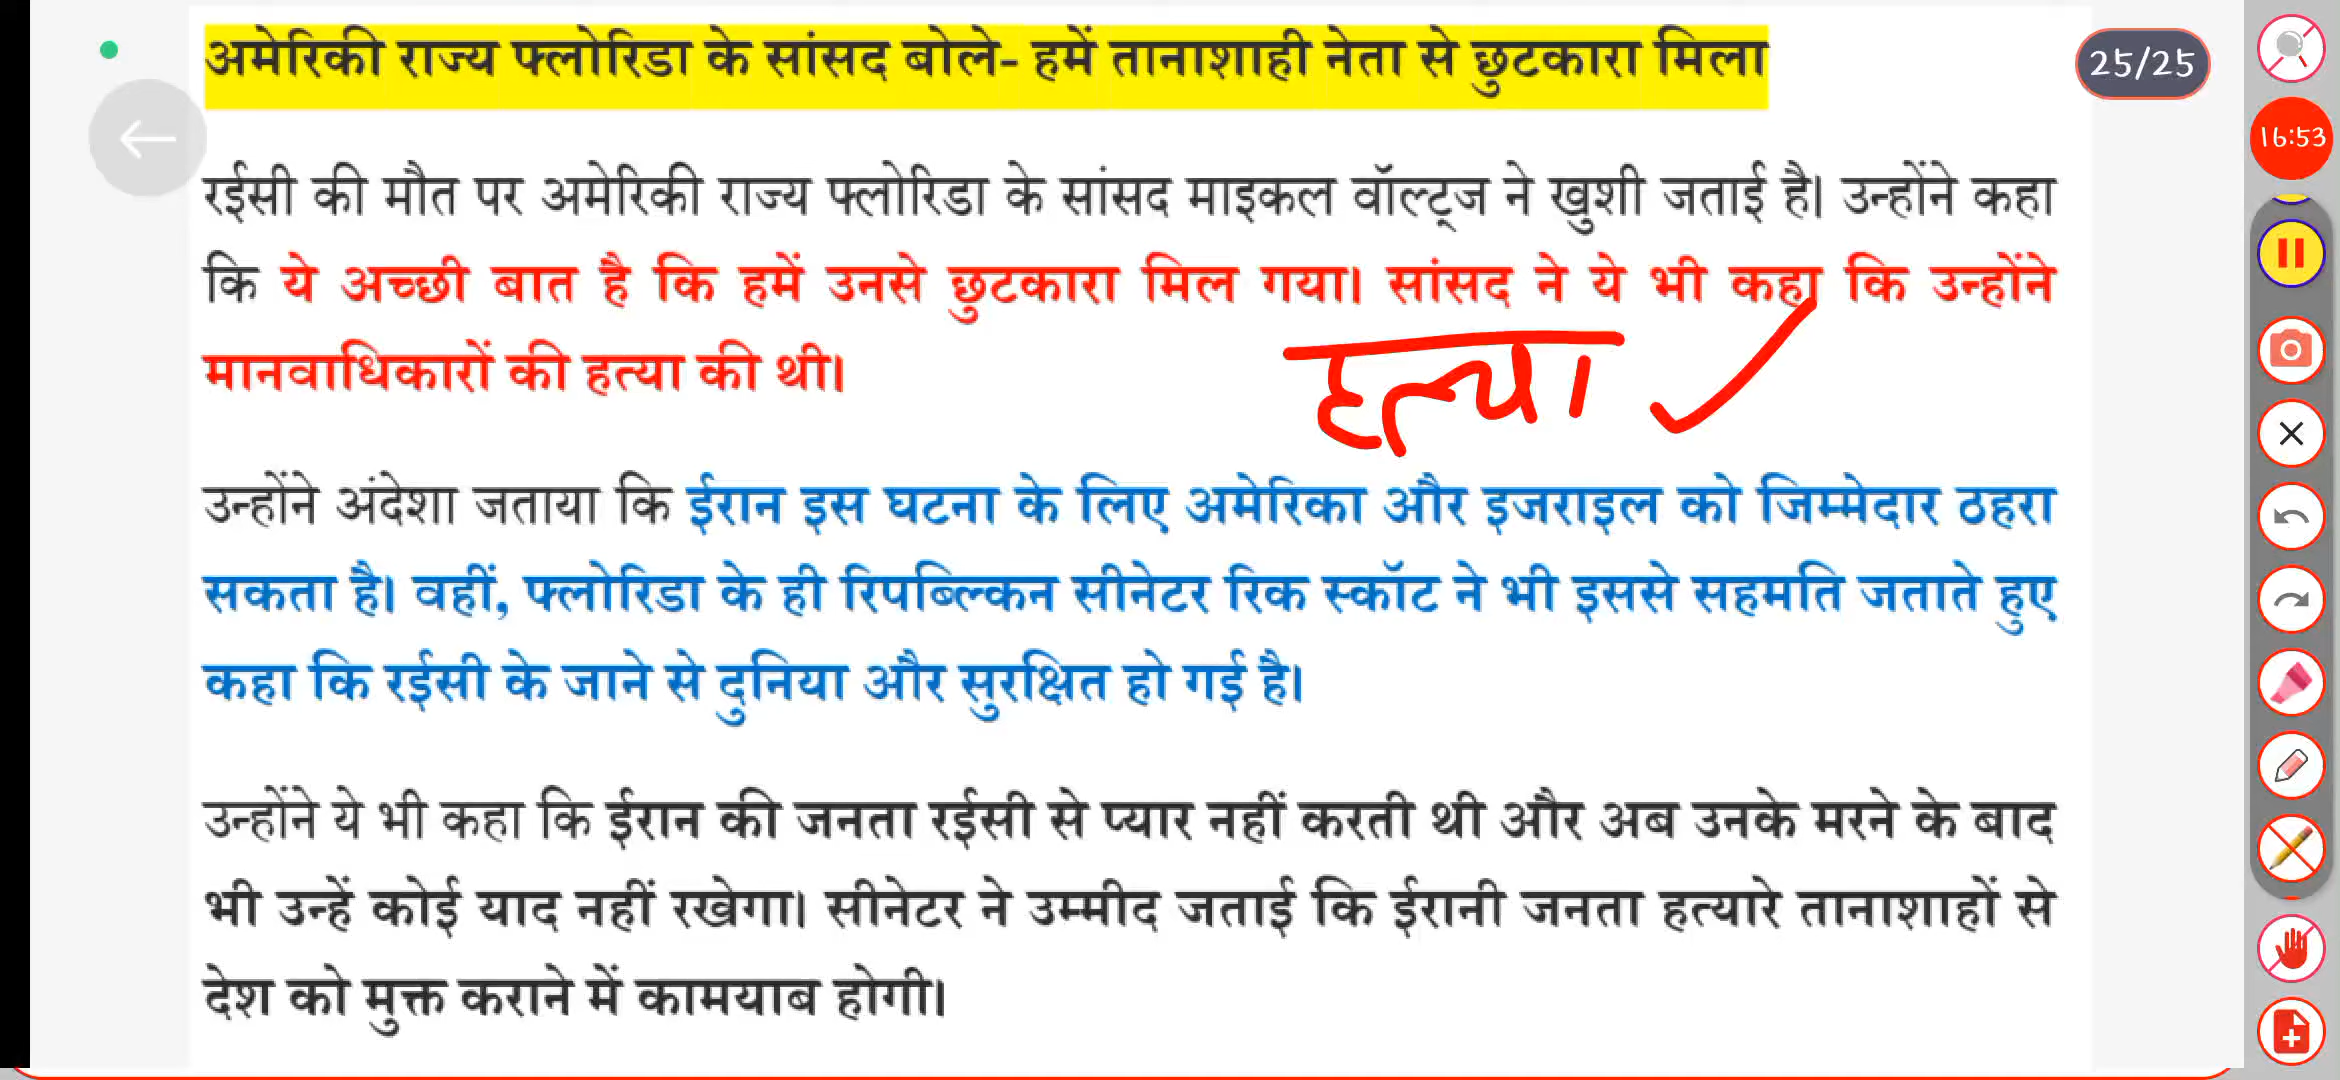 अमेरिकी राज्य फ्लोरिडा के सांसद बोले- हमें तानाशाही नेता से छुटकारा मिला
25/25
16:53
रईसी की मौत पर अमेरिकी राज्य फ्लोरिडा के सांसद माइकल वॉल्ट्ज ने खुशी जताई है। उन्होंने कहा
कि ये अच्छी बात है कि हमें उनसे छुटकारा मिल गया। सांसद ने ये भी कहा कि उन्होंने
मानवाधिकारों की हत्या की थी।
हत्या
उन्होंने अंदेशा जताया कि ईरान इस घटना के लिए अमेरिका और इजराइल को जिम्मेदार ठहरा
सकता है। वहीं, फ्लोरिडा के ही रिपब्ल्किन सीनेटर रिक स्कॉट ने भी इससे सहमति जताते हुए
कहा कि रईसी के जाने से दुनिया और सुरक्षित हो गई है।
उन्होंने ये भी कहा कि ईरान की जनता रईसी से प्यार नहीं करती थी और अब उनके मरने के बाद
भी उन्हें कोई याद नहीं रखेगा। सीनेटर ने उम्मीद जताई कि ईरानी जनता हत्यारे तानाशाहों से
देश को मुक्त कराने में कामयाब होगी।